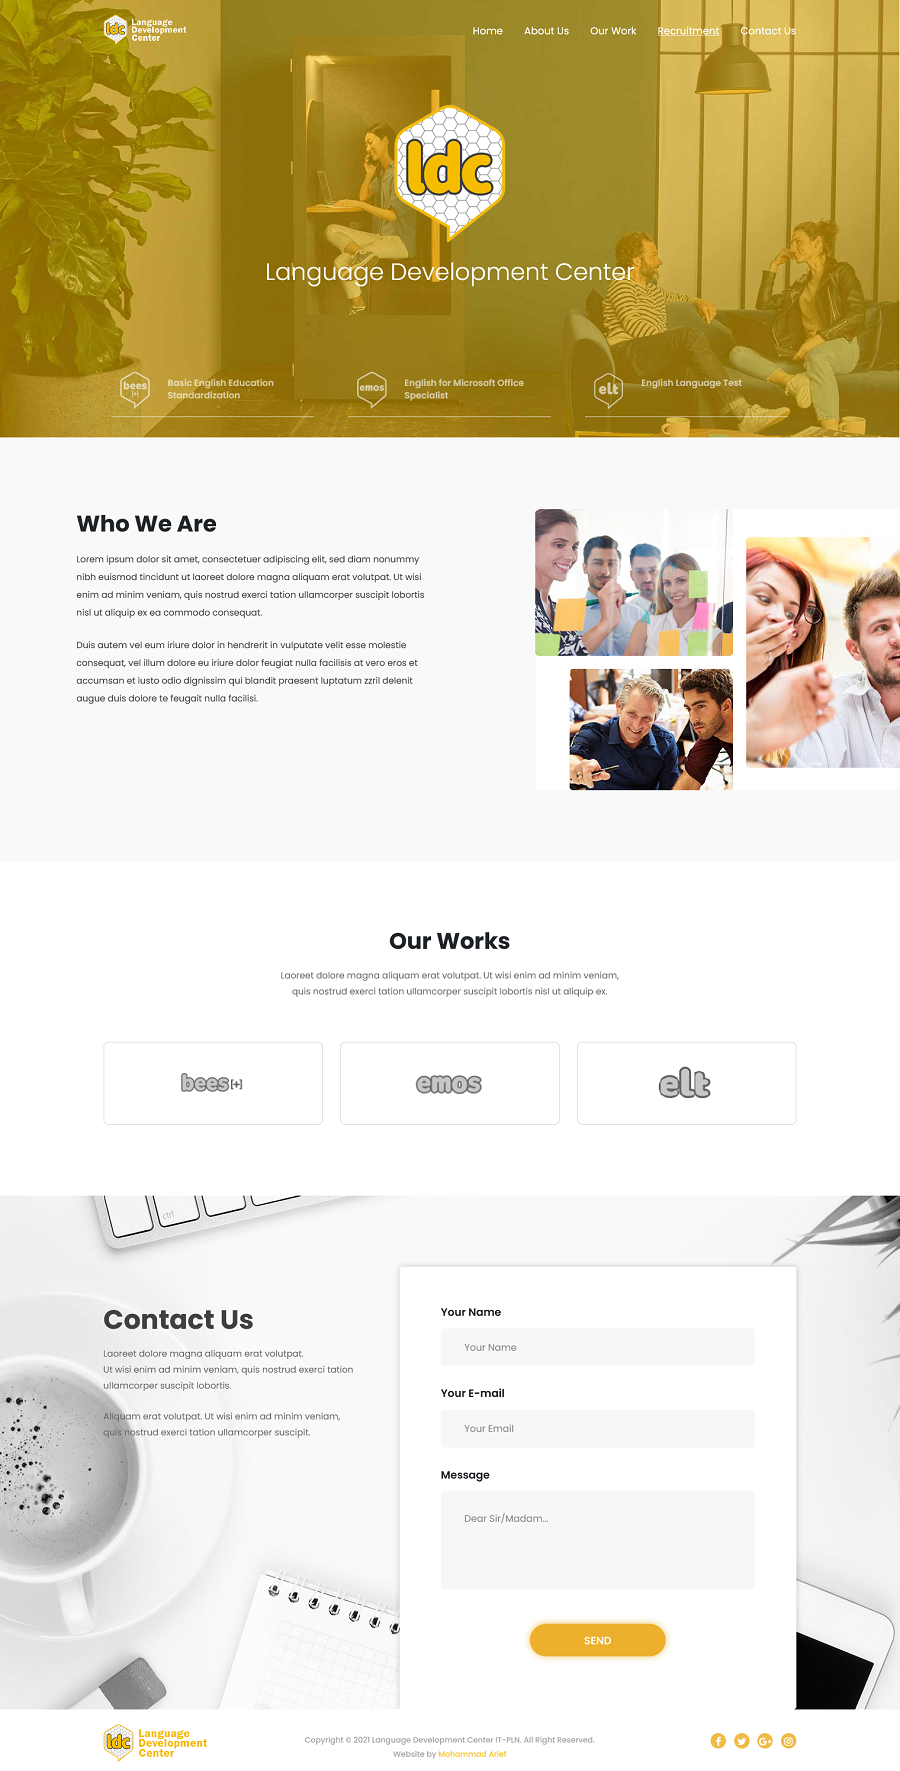 ldc
Language
Development
Center
Home About Us Our Work Recruitment Contact Us
ldc
Language Development Center
bees
[+]
Basic English Education
Standardization
emos
English for Microsoft Office
Specialist
elt
English Language Test
Who We Are
Lorem ipsum dolor sit amet, consectetuer adipiscing elit, sed diam nonummy
nibh euismod tincidunt ut laoreet dolore magna aliquam erat volutpat. Ut wisi
enim ad minim veniam, quis nostrud exerci tation ullamcorper suscipit lobortis
nisl ut aliquip ex ea commodo consequat.
Duis autem vel eum iriure dolor in hendrerit in vulputate velit esse molestie
consequat, vel illum dolore eu iriure dolor feugiat nulla facilisis at vero eros et
accumsan et iusto odio dignissim qui blandit praesent luptatum zzril delenit
augue duis dolore te feugait nulla facilisi.
Our Works
Laoreet dolore magna aliquam erat volutpat. Ut wisi enim ad minim veniam,
quis nostrud exerci tation ullamcorper suscipit lobortis nisl ut aliquip ex.
bees[+]
emos
elt
ctrl
Contact Us
Laoreet dolore magna aliquam erat volutpat.
Ut wisi enim ad minim veniam, quis nostrud exerci tation
ullamcorper suscipit lobortis.
Aliquam erat volutpat. Ut wisi enim ad minim veniam,
quis nostrud exerci tation ullamcorper suscipit.
Your Name
Your Name
Your E-mail
Your Email
Message
Dear Sir/Madam...
SEND
ldc
Language
Development
Center
Copyright © 2021 Language Development Center IT-PLN. All Right Reserved.
Website by Mohammad Arief